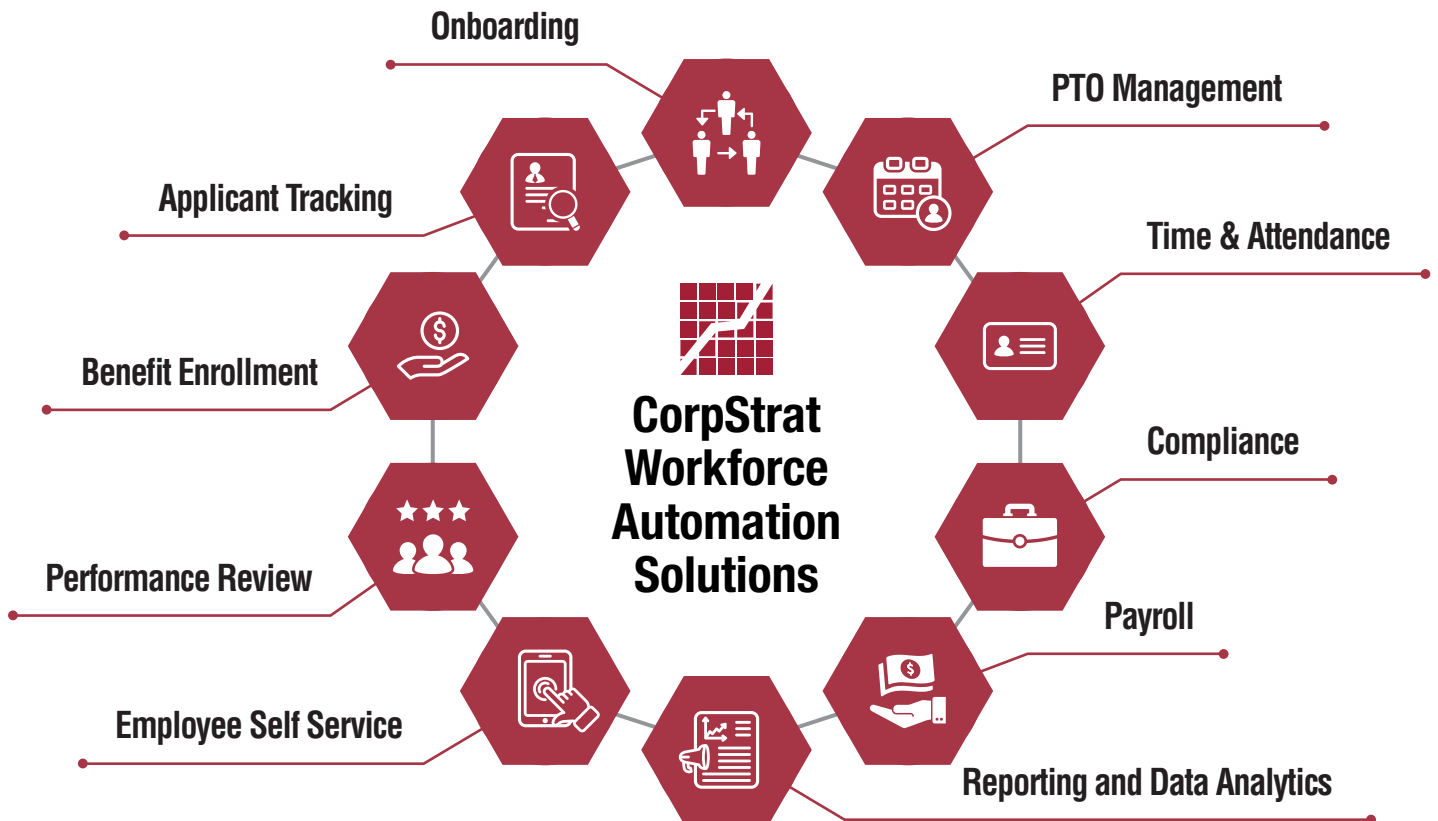 Onboarding
PTO Management
Applicant Tracking
Time & Attendance
Benefit Enrollment
CorpStrat
Workforce
Automation
Solutions
Compliance
Performance Review
Payroll
Employee Self Service
Reporting and Data Analytics
$
$